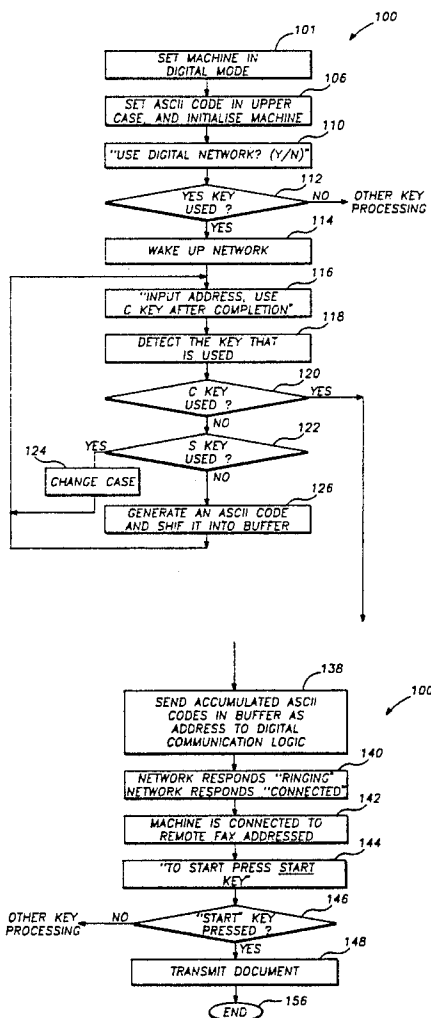 100
101
SET MACHINE IN
DIGITAL MODE
106
SET ASCII CODE IN UPPER
CASE, AND INITIALISE MACHINE
110
"USE DIGITAL NETWORK? (Y/N)"
112
YES KEY
USED ?
NO
OTHER KEY
PROCESSING
YES
114
WAKE UP NETWORK
116
"INPUT ADDRESS, USE
C KEY AFTER COMPLETION"
118
DETECT THE KEY THAT
IS USED
120
C KEY
USED ?
YES
NO
122
S KEY
USED ?
YES
124
CHANGE CASE
NO
126
GENERATE AN ASCII CODE
AND SHIF IT INTO BUFFER
138
SEND ACCUMULATED ASCII
CODES IN BUFFER AS
ADDRESS TO DIGITAL
COMMUNICATION LOGIC
100
140
NETWORK RESPONDS "RINGING"
NETWORK RESPONDS "CONNECTED"
142
MACHINE IS CONNECTED TO
REMOTE FAX ADDRESSED
144
"TO START PRESS START
KEY"
146
"START" KEY
PRESSED ?
NO
OTHER KEY
PROCESSING
YES
148
TRANSMIT DOCUMENT
END
156